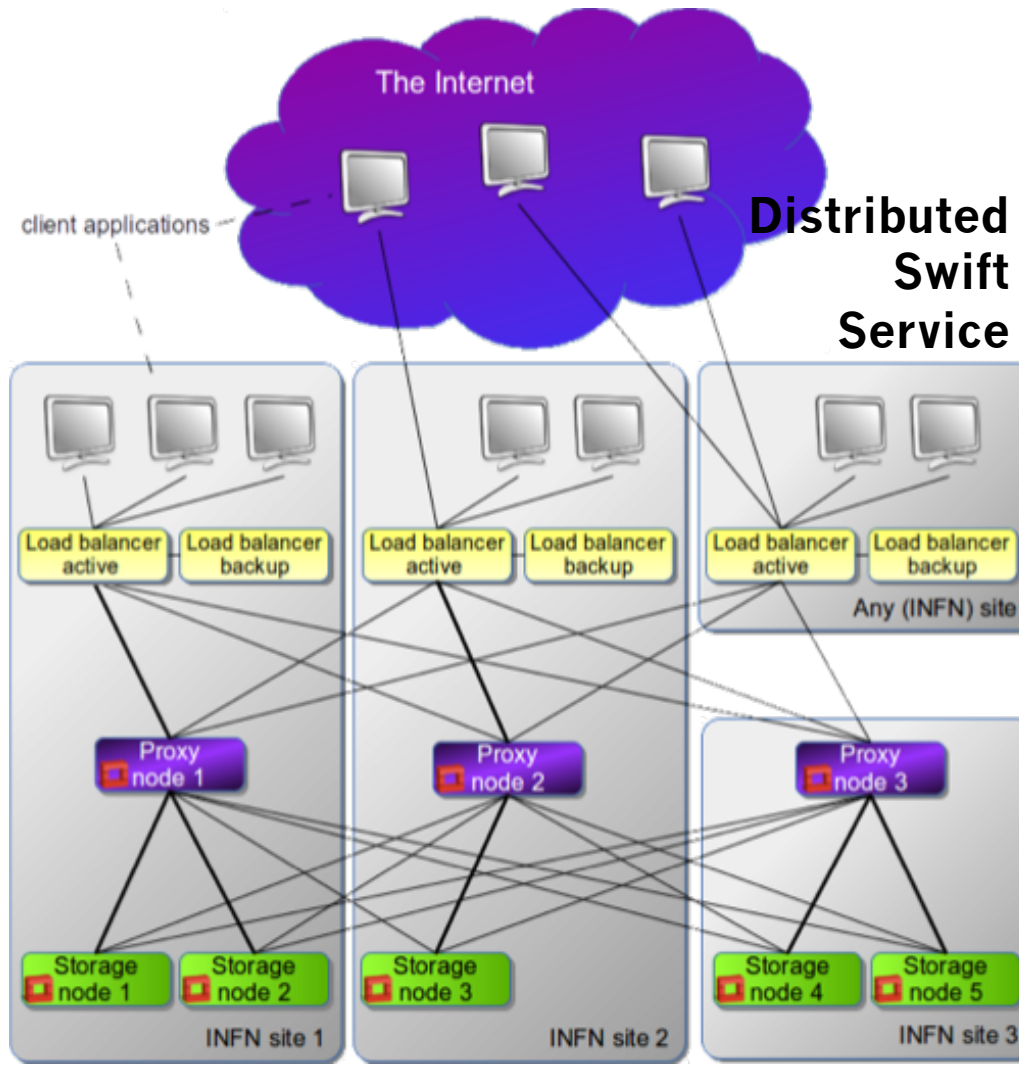 The Internet
client applications
Distributed
Swift
Service
Load balancer
active
Load balancer
backup
Load balancer
active
Load balancer
backup
Load balancer
active
Load balancer
backup
Any (INFN) site
Proxy
node 1
Proxy
node 2
Proxy
node 3
Storage
node 1
Storage
node 2
Storage
node 3
Storage
node 4
Storage
node 5
INFN site 1
INFN site 2
INFN site 3